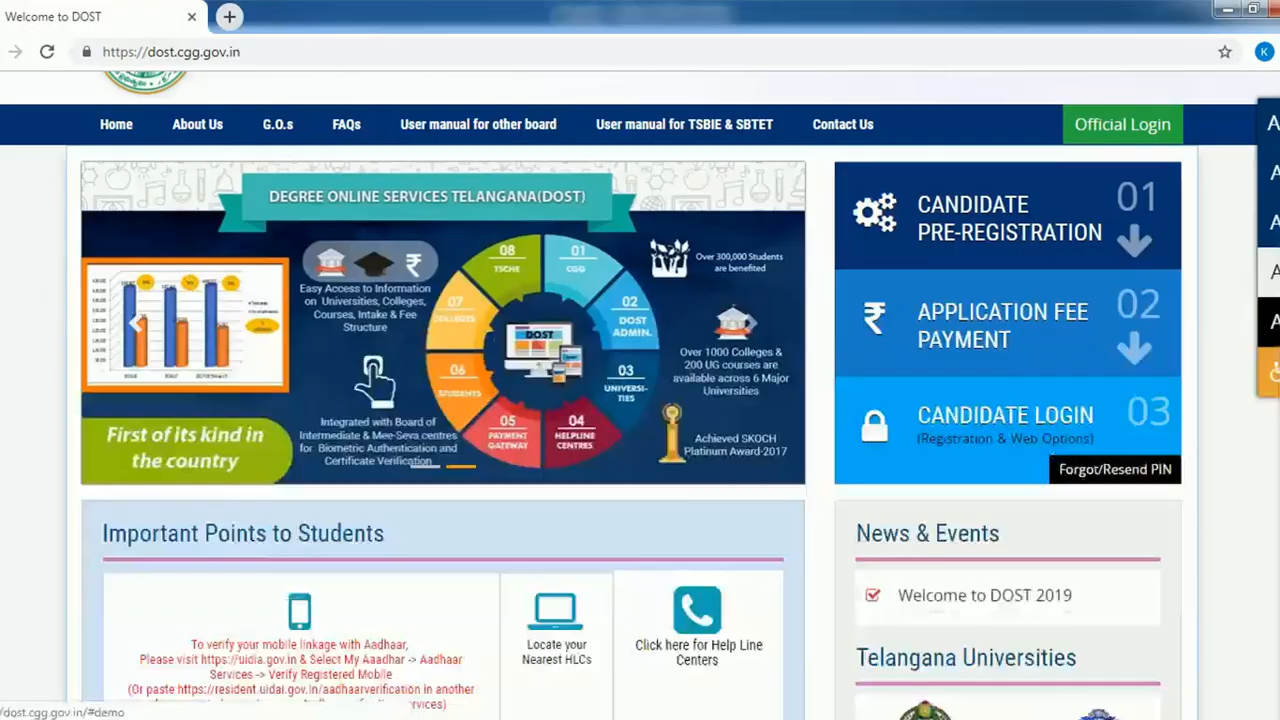 Welcome to DOST
https://dost.cgg.gov.in
K
Home
About Us
G.O.s
FAQs
User manual for other board
User manual for TSBIE & SBTET
Contact Us
Official Login
DEGREE ONLINE SERVICES TELANGANA(DOST)
Easy Access to Information
on Universities, Colleges,
Courses, Intake & Fee
Structure
Integrated with Board of
Intermediate & Mee-Seva centres
for Biometric Authentication and
Certificate Verification
First of its kind in
the country
01
CGG
02
DOST
ADMIN.
03
UNIVERSI-
TIES
04
HELPLINE
CENTRES
05
PAYMENT
GATEWAY
06
STUDENTS
07
COLLEGES
08
TSCHE
DOST
Over 300,000 Students
are benefited
Over 1000 Colleges &
200 UG courses are
available across 6 Major
Universities
Achieved SKOCH
Platinum Award-2017
CANDIDATE
PRE-REGISTRATION
01
APPLICATION FEE
PAYMENT
02
CANDIDATE LOGIN
(Registration & Web Options)
03
Forgot/Resend PIN
Important Points to Students
To verify your mobile linkage with Aadhaar,
Please visit https://uidia.gov.in & Select My Aaadhar -> Aadhaar
Services -> Verify Registered Mobile
(Or paste https://resident.uidai.gov.in/aadhaarverification in another
rvices)
Locate your
Nearest HLCs
Click here for Help Line
Centers
News & Events
Welcome to DOST 2019
Telangana Universities
/dost.cgg.gov.in/#demo